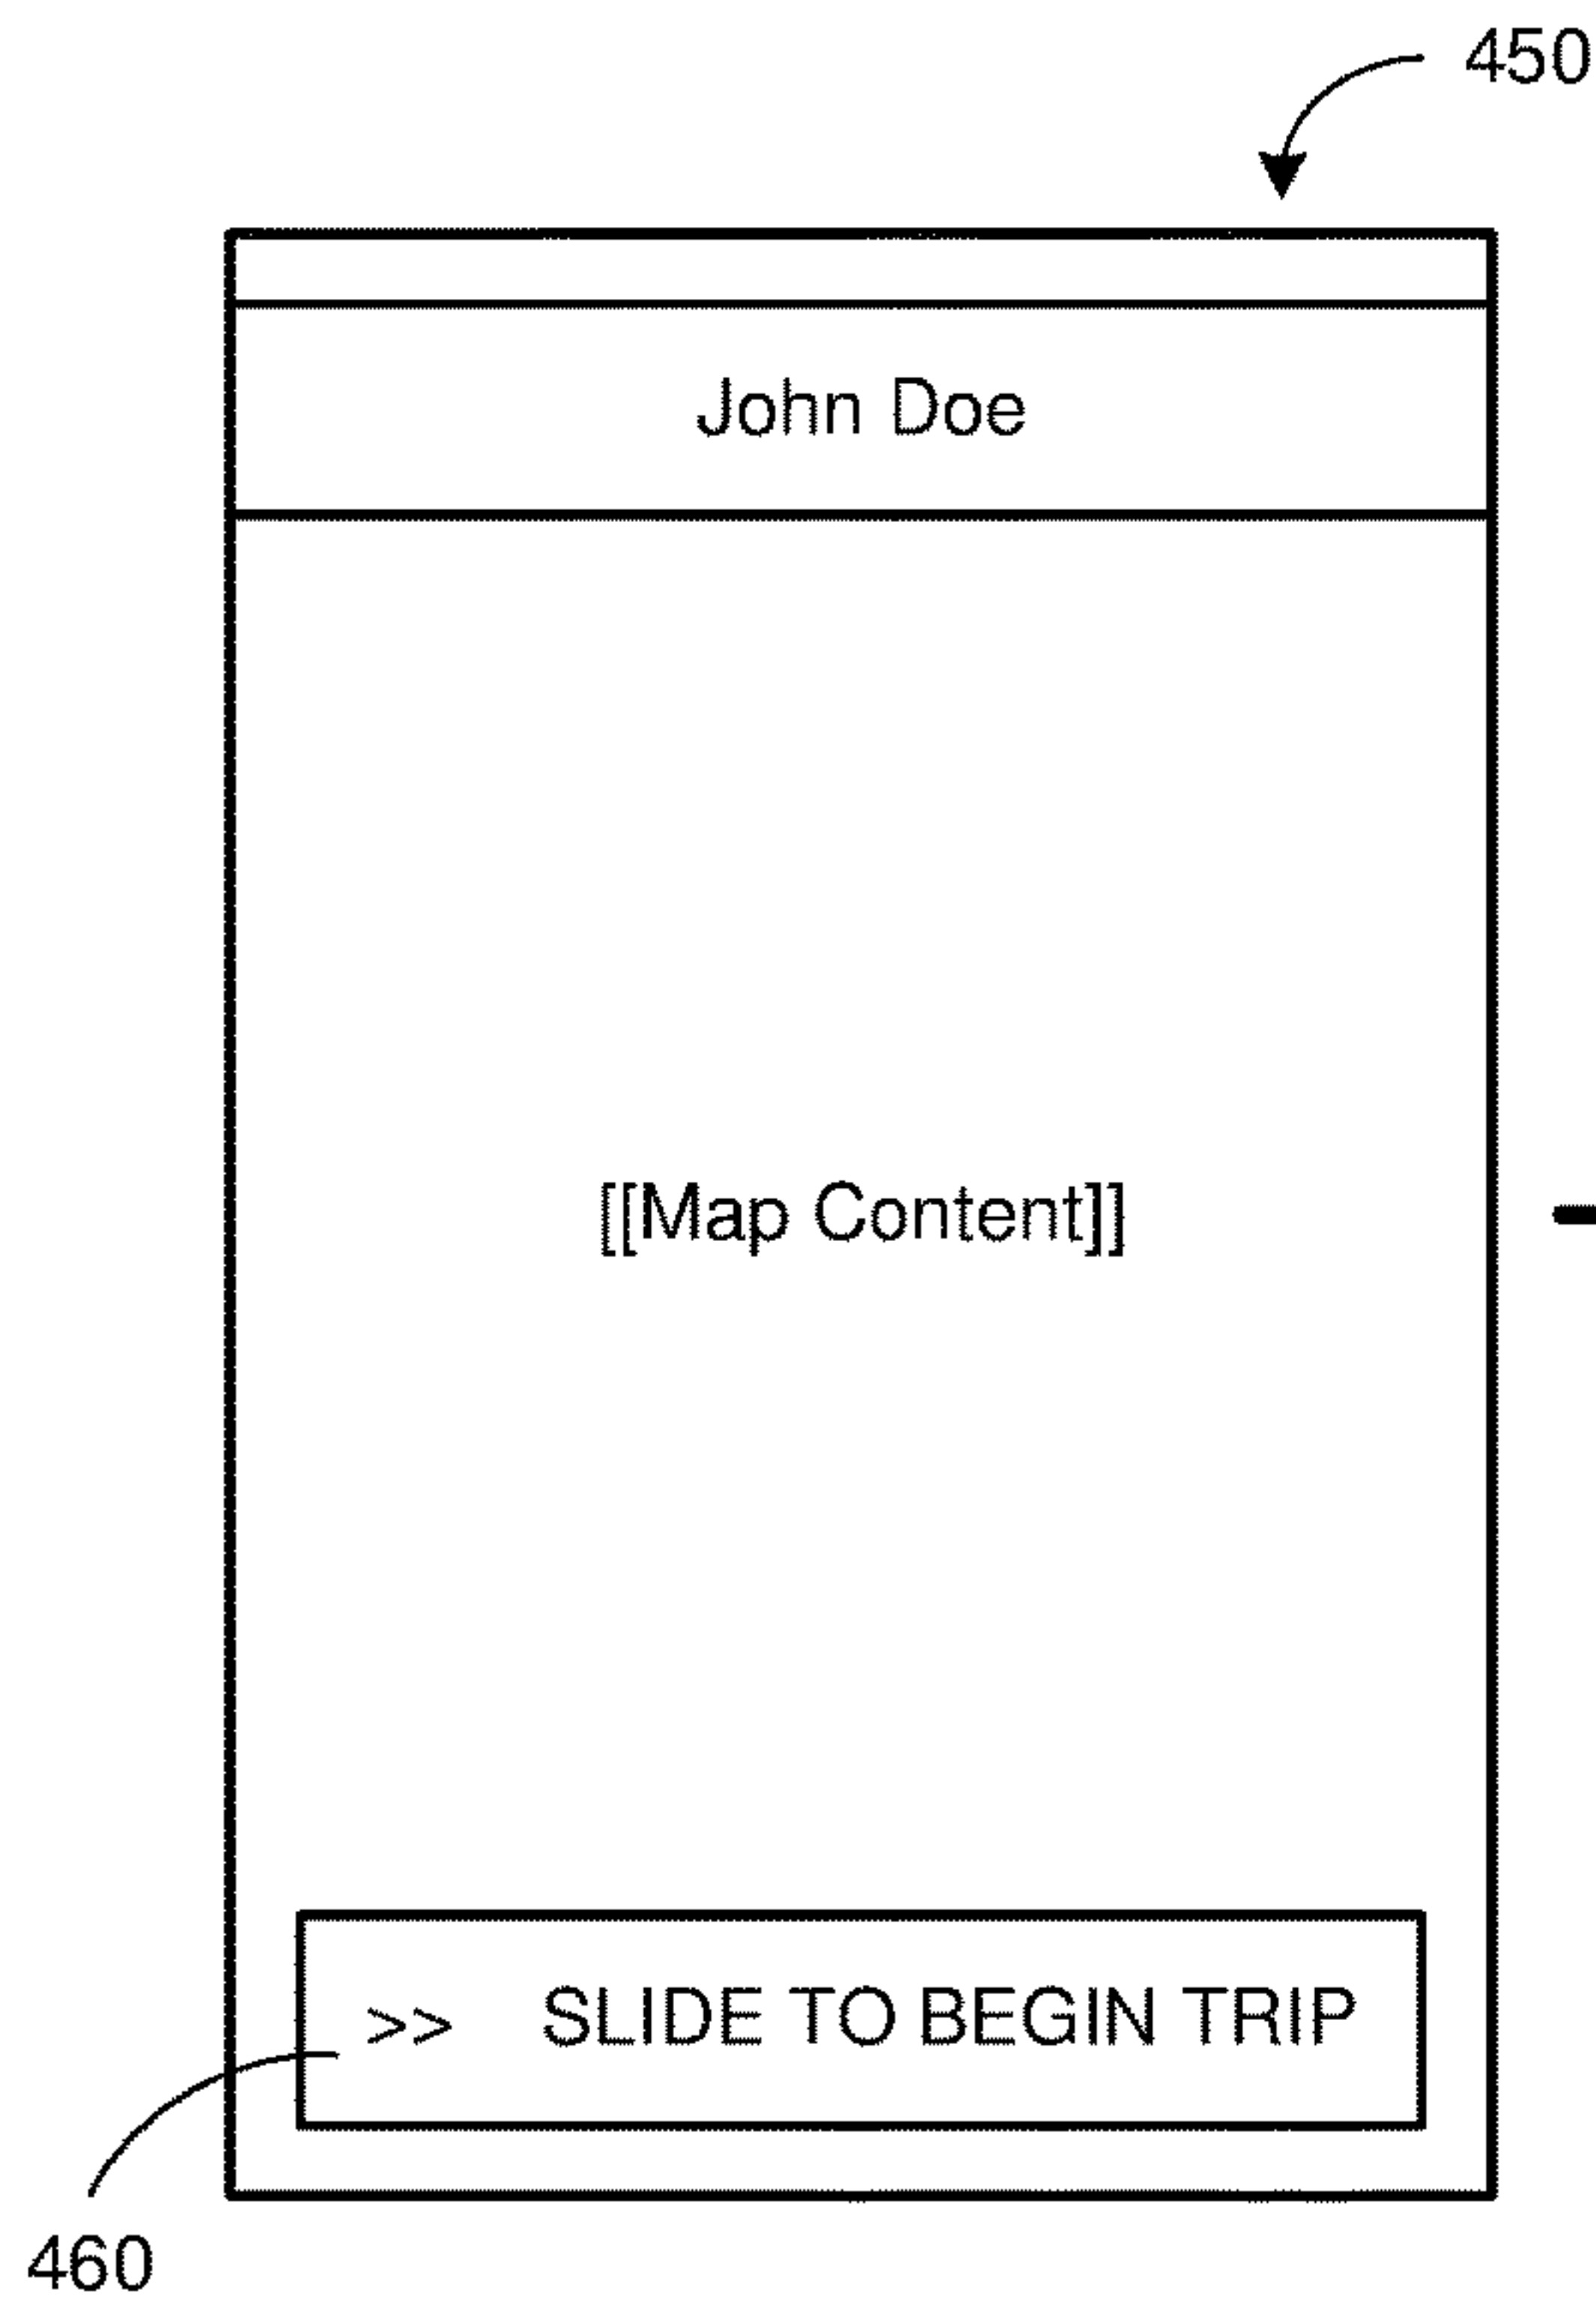 450
John Doe
[[Map Content]]
>> SLIDE TO BEGIN TRIP
460